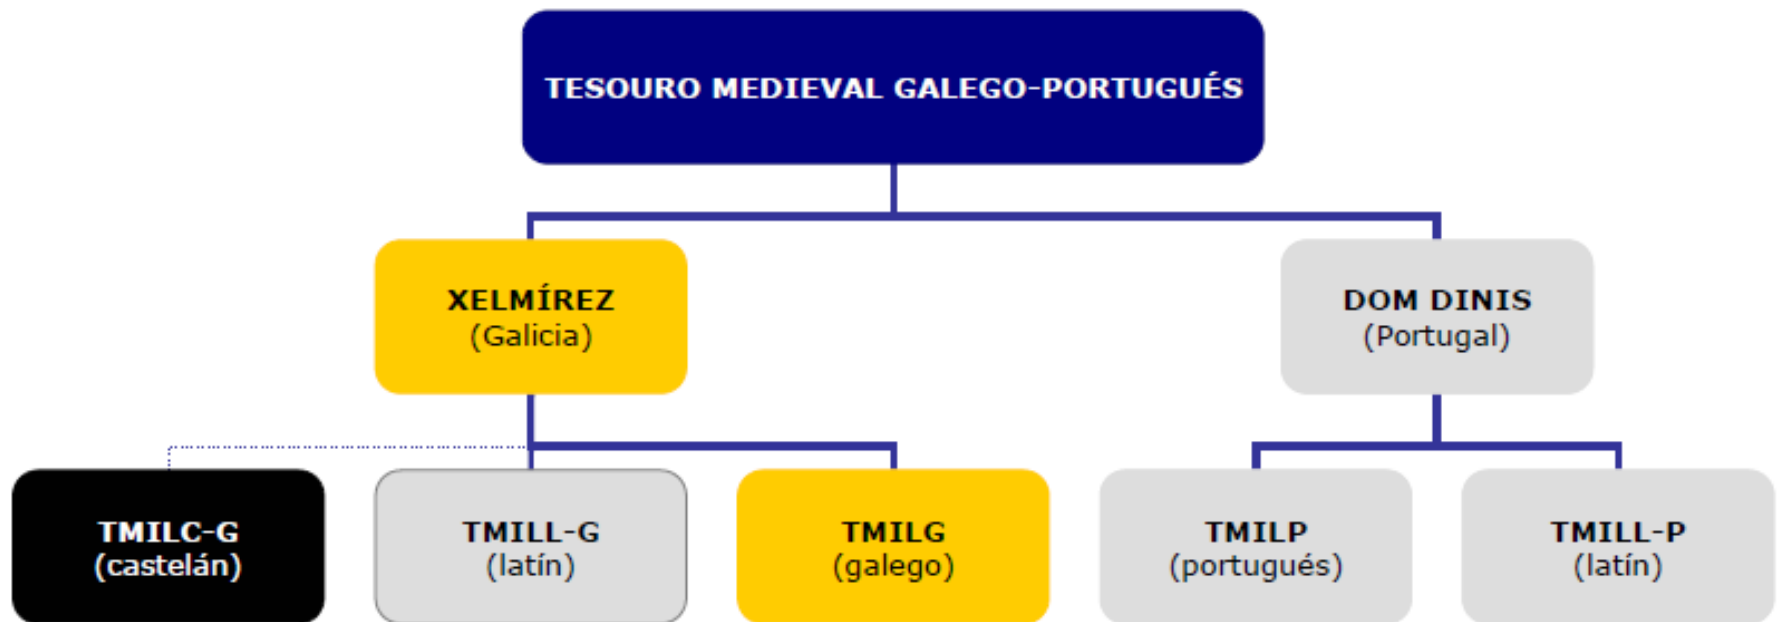 TESOURO MEDIEVAL GALEGO-PORTUGUÉS
XELMÍREZ
(Galicia)
DOM DINIS
(Portugal)
TMILC-G
(castelán)
TMILL-G
(latín)
TMILG
(galego)
TMILP
(portugués)
TMILL-P
(latín)